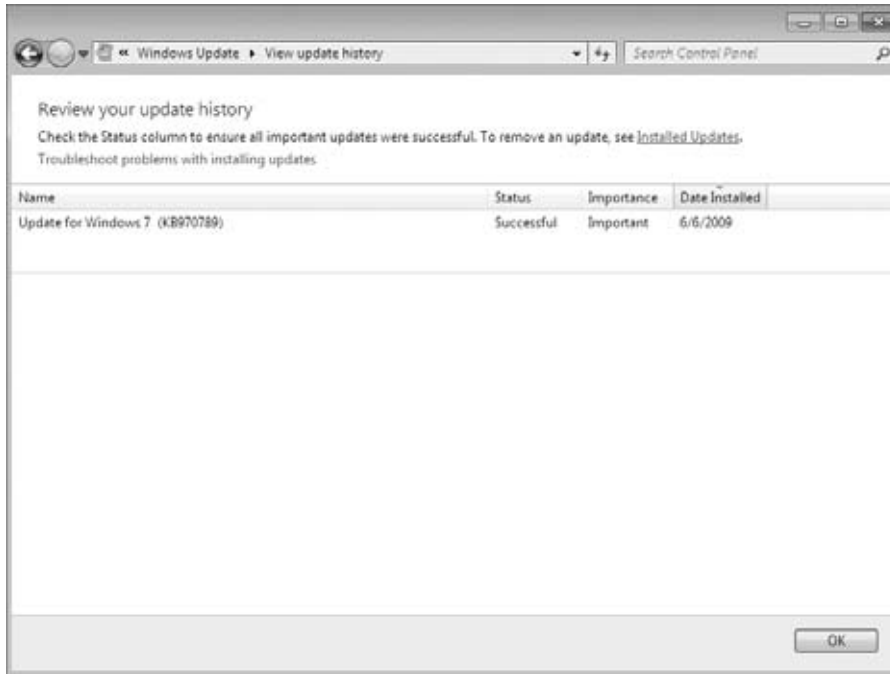 « Windows Update ▸ View update history
Search Control Panel
Review your update history
Check the Status column to ensure all important updates were successful. To remove an update, see Installed Updates.
Troubleshoot problems with installing updates
Name Status Importance Date Installed
Update for Windows 7 (KB970789) Successful Important 6/6/2009
OK